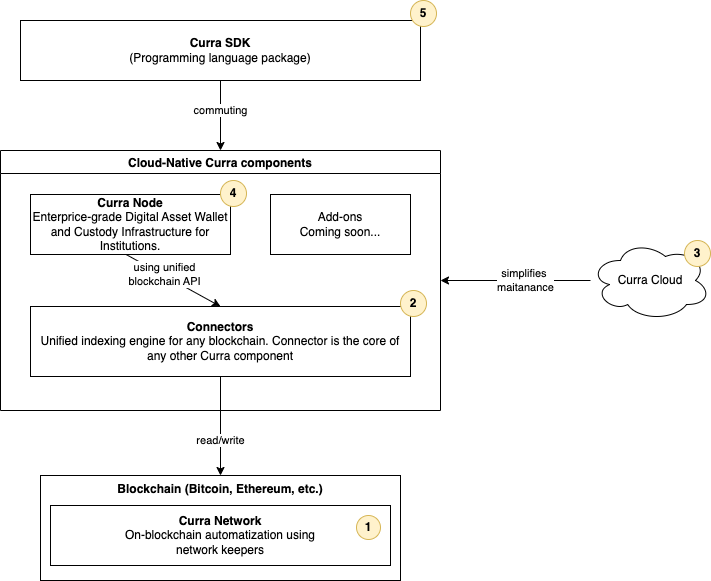 5
Curra SDK
(Programming language package)
commuting
Cloud-Native Curra components
4
Curra Node
Enterprice-grade Digital Asset Wallet
and Custody Infrastructure for
Institutions.
Add-ons
Coming soon...
using unified
blockchain API
3
Curra Cloud
simplifies
maitanance
2
Connectors
Unified indexing engine for any blockchain. Connector is the core of
any other Curra component
read/write
Blockchain (Bitcoin, Ethereum, etc.)
1
Curra Network
On-blockchain automatization using
network keepers